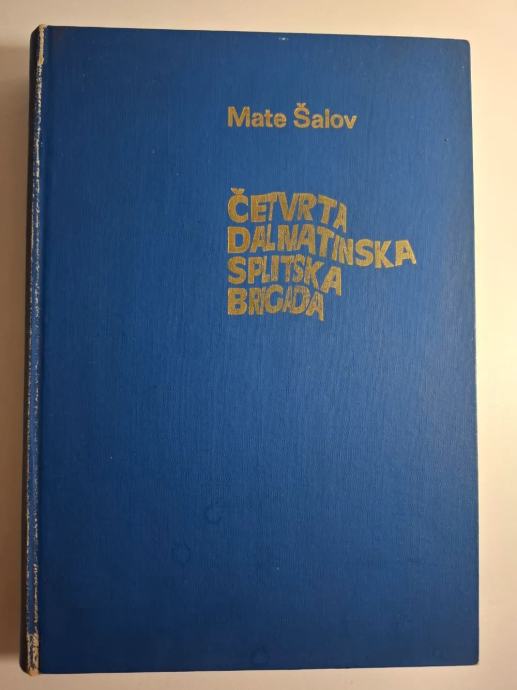 Mate Šalov
ČETVRTA
DALMATINSKA
SPLITSKA
BRIGADA